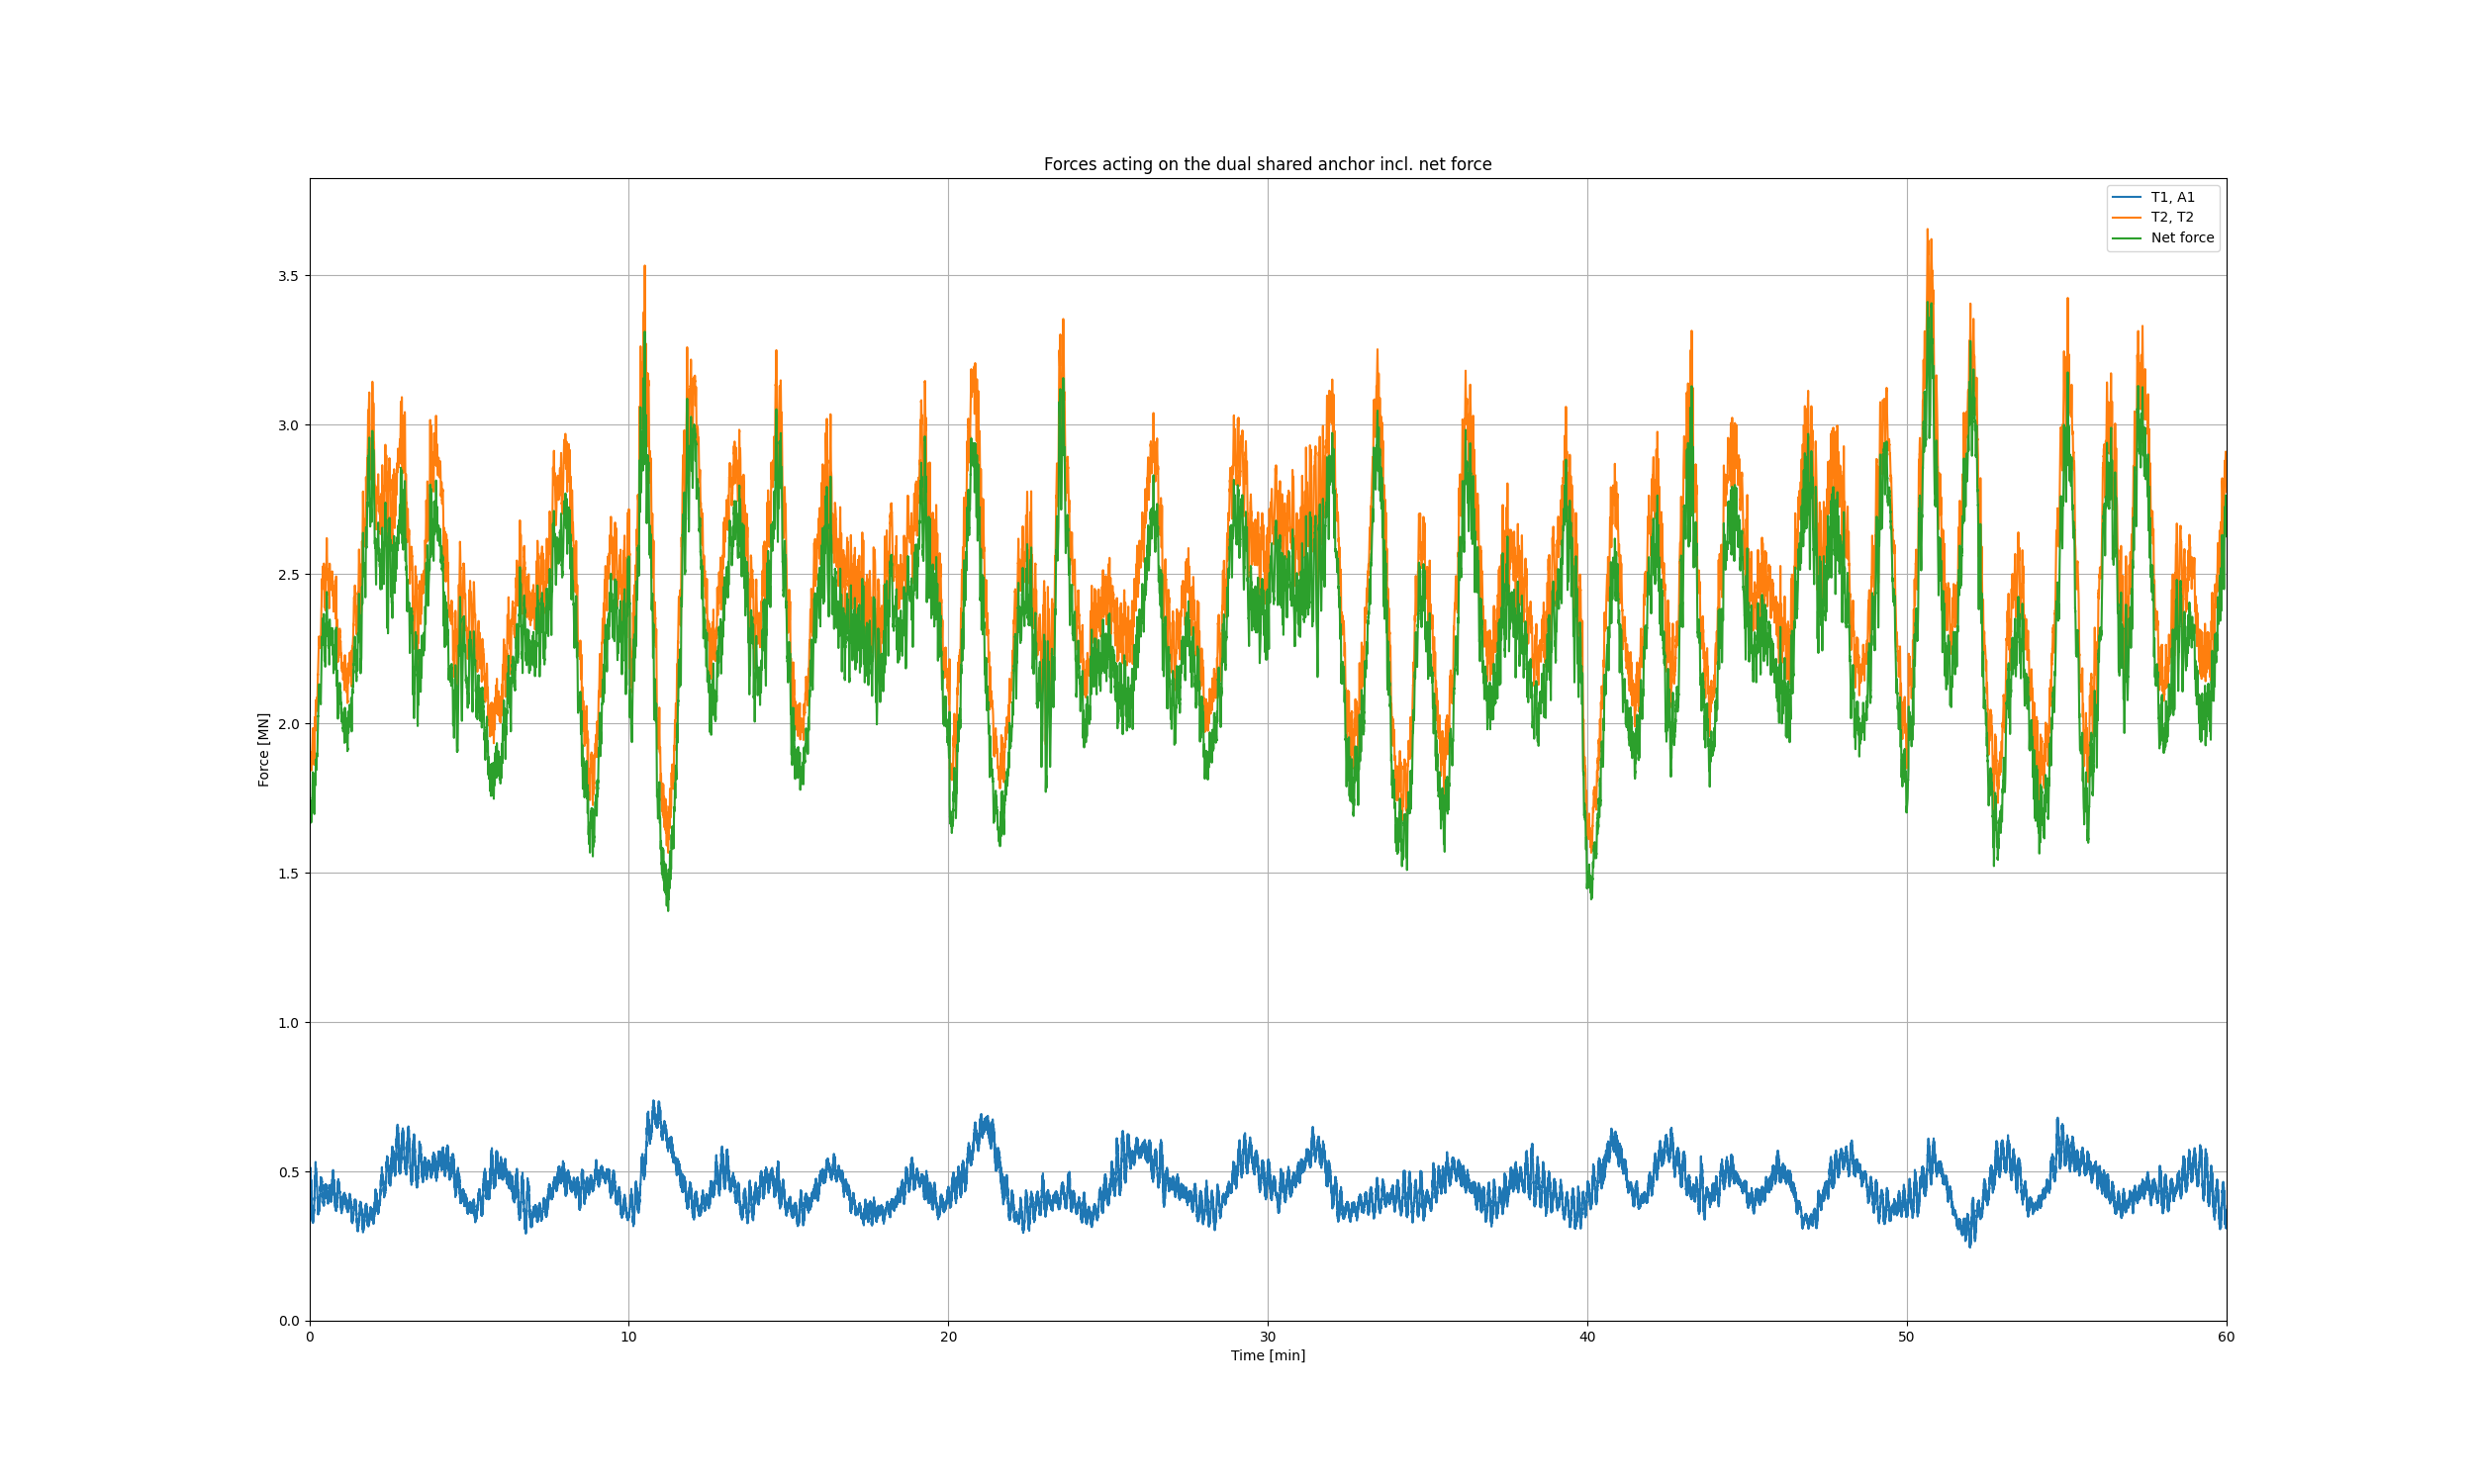 Forces acting on the dual shared anchor incl. net force
T1, A1
T2, T2
Net force
Force [MN]
3.5
3.0
2.5
2.0
1.5
1.0
0.5
0.0
0 10 20 30 40 50 60
Time [min]